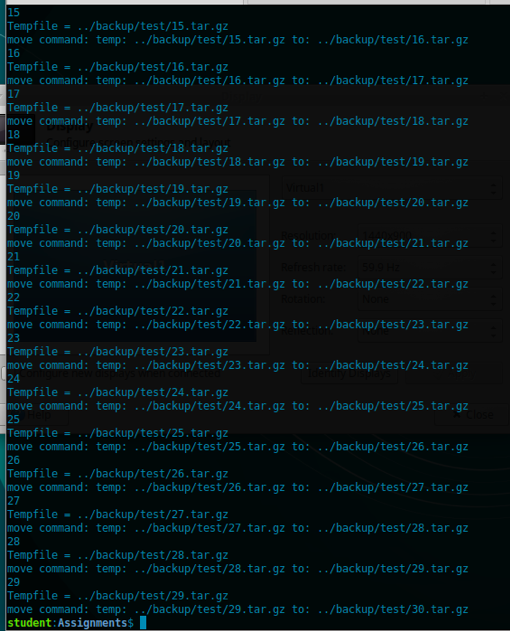 15
Tempfile = ../backup/test/15.tar.gz
move command: temp: ../backup/test/15.tar.gz to: ../backup/test/16.tar.gz
16
Tempfile = ../backup/test/16.tar.gz
move command: temp: ../backup/test/16.tar.gz to: ../backup/test/17.tar.gz
17
Tempfile = ../backup/test/17.tar.gz
move command: temp: ../backup/test/17.tar.gz to: ../backup/test/18.tar.gz
Display
18
Tempfile = ../backup/test/18.tar.gz
move command: temp: ../backup/test/18.tar.gz to: ../backup/test/19.tar.gz
19
Tempfile = ../backup/test/19.tar.gz
move command: temp: ../backup/test/19.tar.gz to: ../backup/test/20.tar.gz
20
Tempfile = ../backup/test/20.tar.gz
Resolution:
move command: temp: ../backup/test/20.tar.gz to: ../backup/test/21.tar.gz
21
Tempfile = ../backup/test/21.tar.gz
Refresh rate: 59.9 Hz
move command: temp: ../backup/test/21.tar.gz to: ../backup/test/22.tar.gz
22
Rotation: None
Tempfile = ../backup/test/22.tar.gz
move command: temp: ../backup/test/22.tar.gz to: ../backup/test/23.tar.gz
23
Tempfile = ../backup/test/23.tar.gz
move command: temp: ../backup/test/23.tar.gz to: ../backup/test/24.tar.gz
24
Tempfile = ../backup/test/24.tar.gz
move command: temp: ../backup/test/24.tar.gz to: ../backup/test/25.tar.gz
Close
25
Tempfile = ../backup/test/25.tar.gz
move command: temp: ../backup/test/25.tar.gz to: ../backup/test/26.tar.gz
26
Tempfile = ../backup/test/26.tar.gz
move command: temp: ../backup/test/26.tar.gz to: ../backup/test/27.tar.gz
27
Tempfile = ../backup/test/27.tar.gz
move command: temp: ../backup/test/27.tar.gz to: ../backup/test/28.tar.gz
28
Tempfile = ../backup/test/28.tar.gz
move command: temp: ../backup/test/28.tar.gz to: ../backup/test/29.tar.gz
29
Tempfile = ../backup/test/29.tar.gz
move command: temp: ../backup/test/29.tar.gz to: ../backup/test/30.tar.gz
student:Assignments$